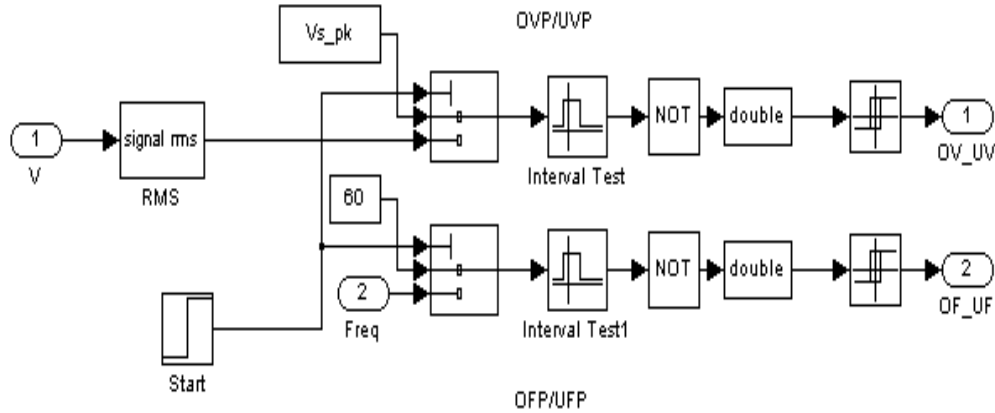 OVP/UVP
Vs_pk
1
V
signal rms
RMS
Interval Test
NOT
double
1
OV_UV
60
2
Freq
Interval Test1
NOT
double
2
OF_UF
Start
OFP/UFP